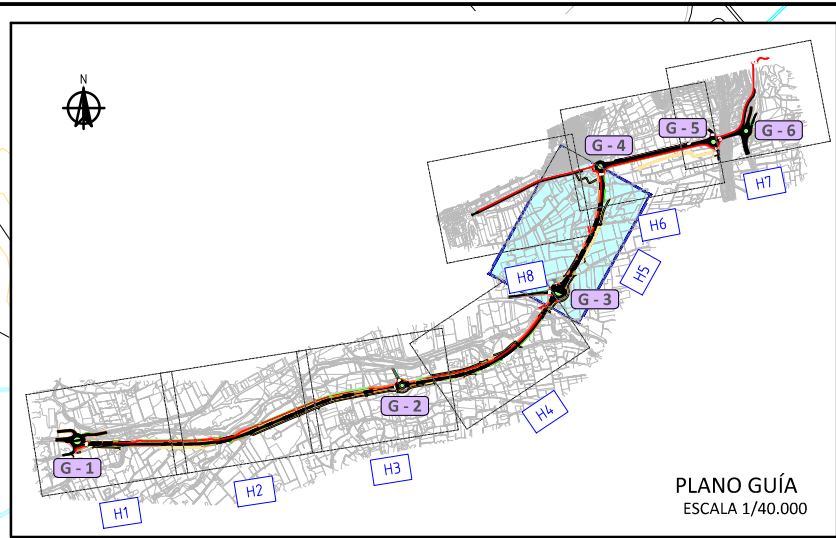 N
G - 5
G - 6
G - 4
H7
H6
H5
H8
G - 3
G - 2
H4
G - 1
H3
H2
H1
PLANO GUÍA
ESCALA 1/40.000